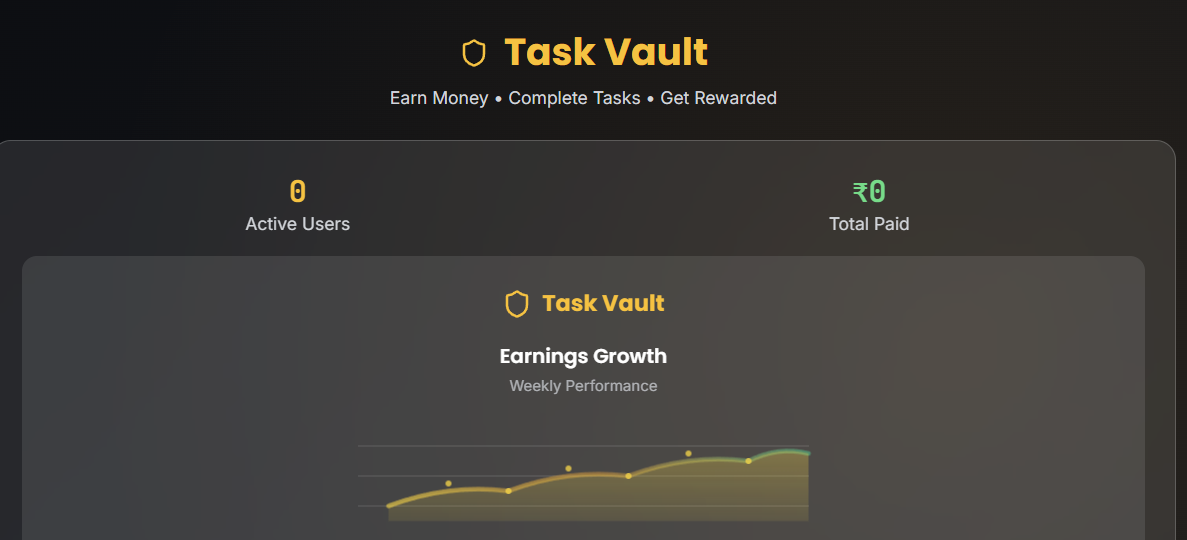 Task Vault
Earn Money • Complete Tasks • Get Rewarded
0
Active Users
₹0
Total Paid
Task Vault
Earnings Growth
Weekly Performance